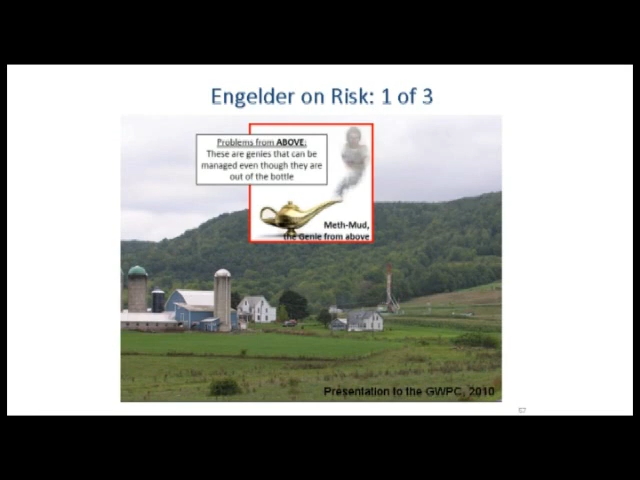 Engelder on Risk: 1 of 3
Problems from ABOVE:
These are genies that can be
managed even though they are
out of the bottle
Meth-Mud,
the Genie from above
Presentation to the GWPC, 2010
57